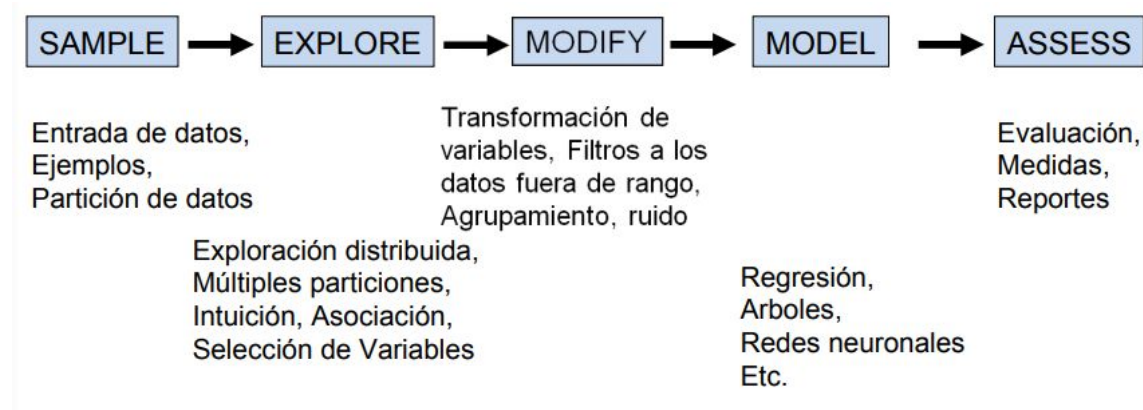 SAMPLE
EXPLORE
MODIFY
MODEL
ASSESS
Entrada de datos,
Ejemplos,
Partición de datos
Exploración distribuida,
Múltiples particiones,
Intuición, Asociación,
Selección de Variables
Transformación de
variables, Filtros a los
datos fuera de rango,
Agrupamiento, ruido
Regresión,
Arboles,
Redes neuronales
Etc.
Evaluación,
Medidas,
Reportes